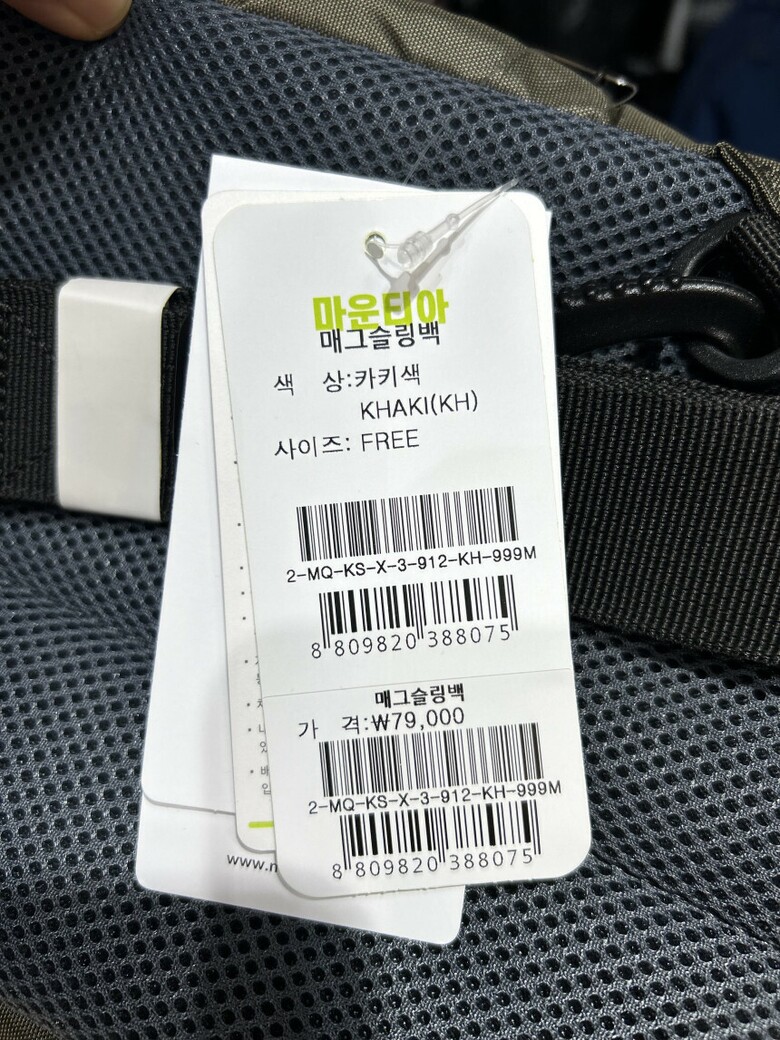 마운티아
매그슬링백
색 상:카키색
KHAKI(KH)
사이즈: FREE
2-MQ-KS-X-3-912-KH-999M
8 809820 388075
매그슬링백
가 격:₩79,000
2-MQ-KS-X-3-912-KH-999M
8 809820 388075
www.